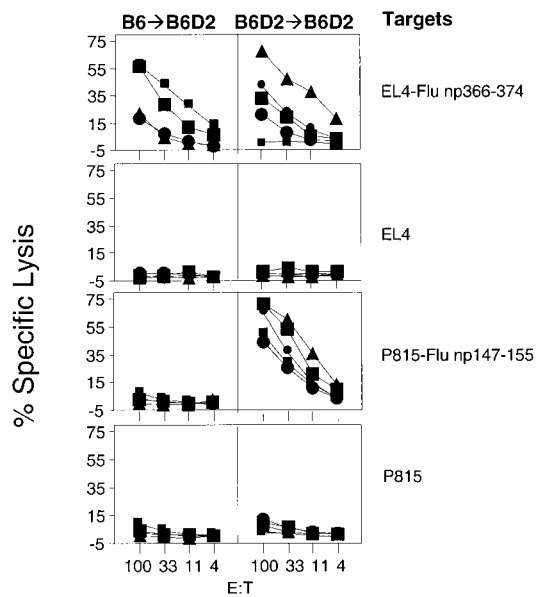 B6→B6D2 B6D2→B6D2 Targets
75
55
35
15
-5
EL4-Flu np366-374
75
55
35
15
-5
EL4
75
55
35
15
-5
P815-Flu np147-155
75
55
35
15
-5
P815
100 33 11 4 100 33 11 4
E:T
% Specific Lysis